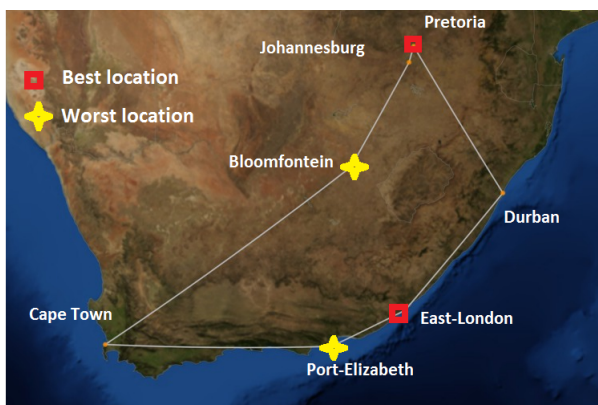 Pretoria
Johannesburg
Best location
Worst location
Bloomfontein
Durban
Cape Town
East-London
Port-Elizabeth